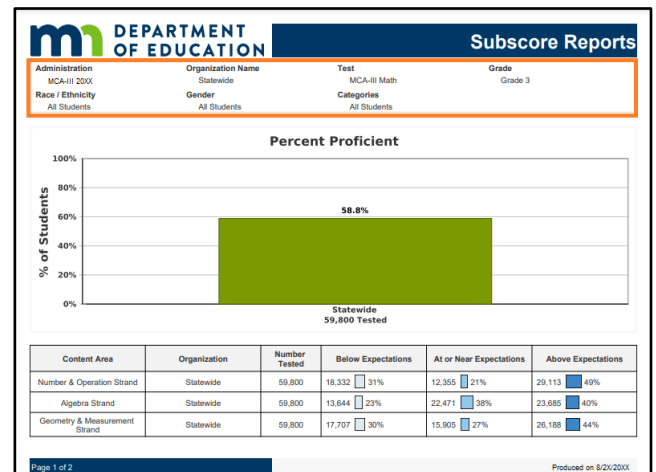 DEPARTMENT
OF EDUCATION
Subscore Reports
Administration Organization Name Test Grade
MCA-III 20XX Statewide MCA-III Math Grade 3
Race / Ethnicity Gender Categories
All Students All Students All Students
Percent Proficient
% of Students
100%
80%
60%
40%
20%
0%
58.8%
Statewide
59,800 Tested
Content Area Organization Number Tested Below Expectations At or Near Expectations Above Expectations
Number & Operation Strand Statewide 59,800 18,332 31% 12,355 21% 29,113 49%
Algebra Strand Statewide 59,800 13,644 23% 22,471 38% 23,685 40%
Geometry & Measurement Strand Statewide 59,800 17,707 30% 15,905 27% 26,188 44%
Page 1 of 2 Produced on 8/2X/20XX